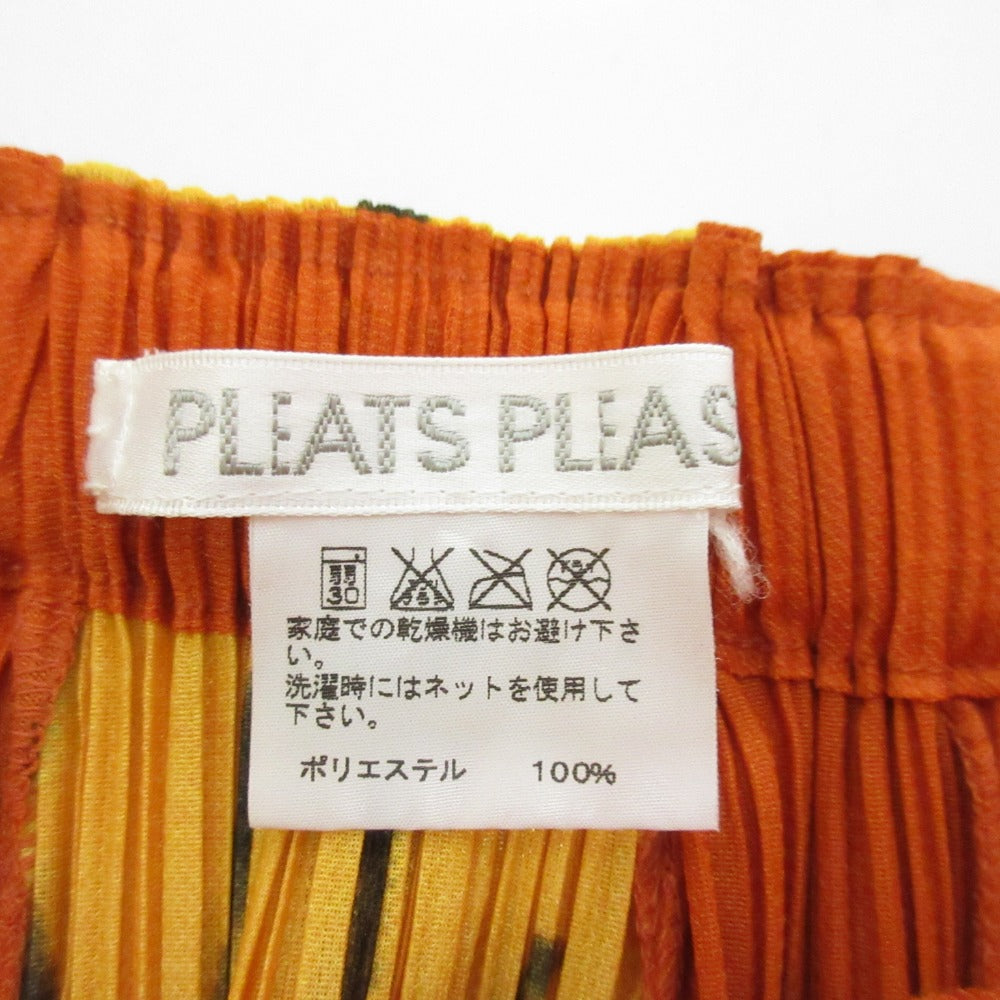 PLEATS PLEAS
弱
30
家庭での乾燥機はお避け下さ
い。
洗濯時にはネットを使用して
下さい。
ポリエステル 100%